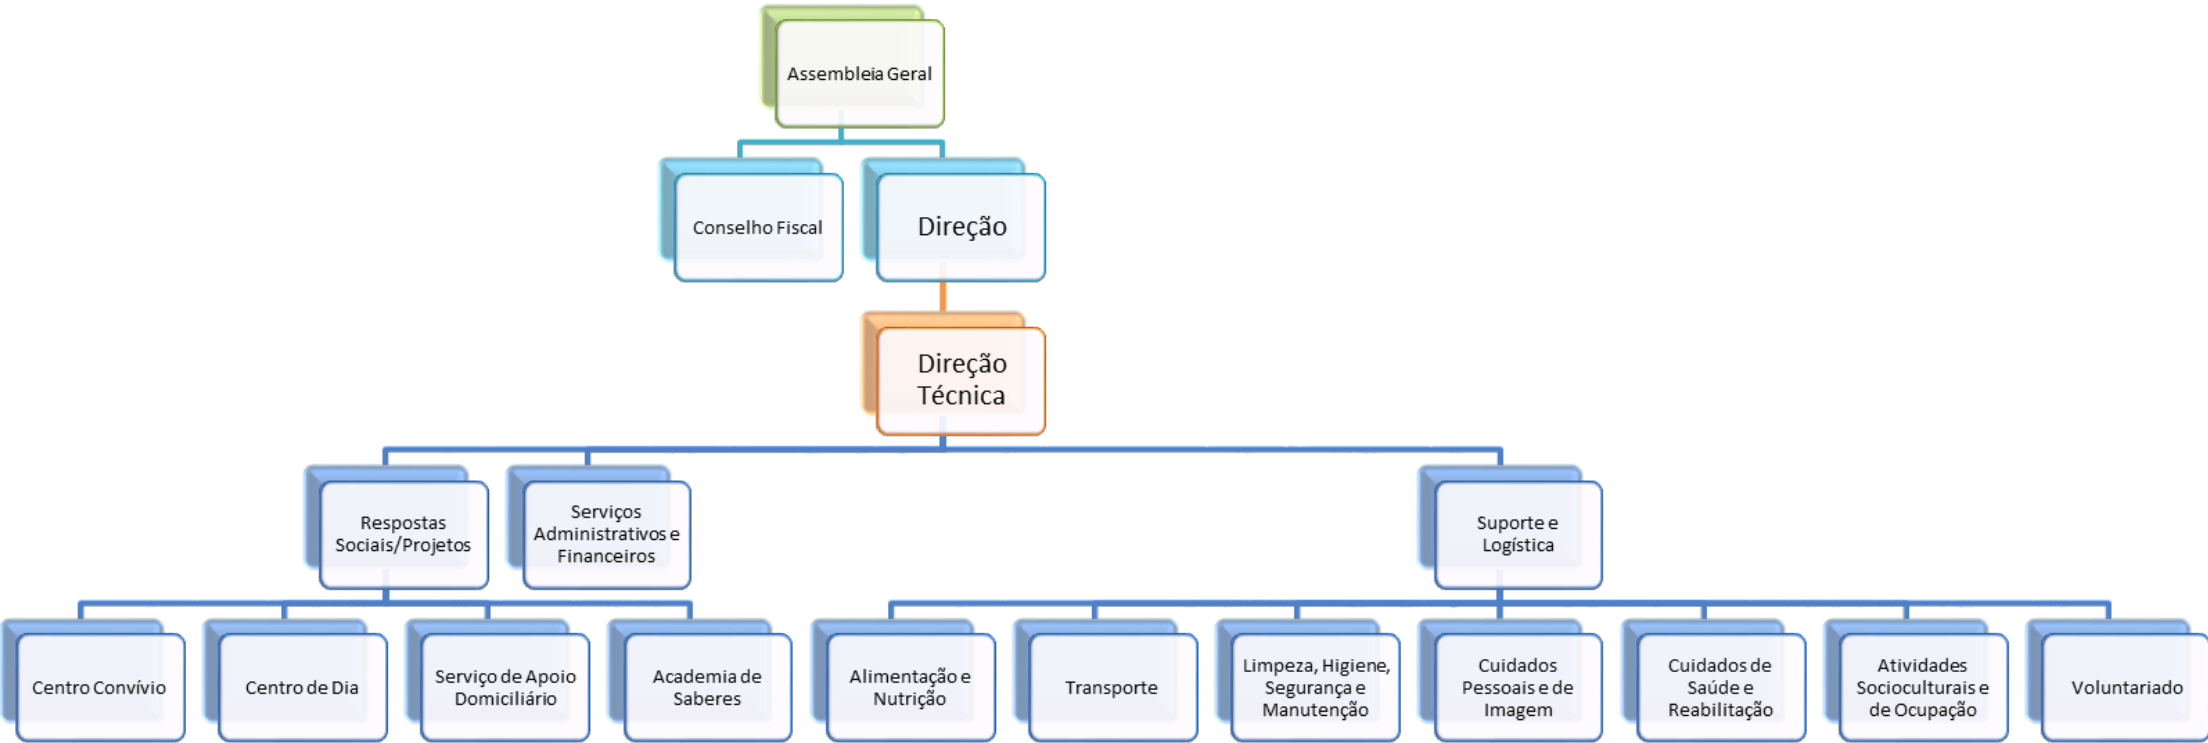 Assembleia Geral
Conselho Fiscal
Direção
Direção
Técnica
Respostas
Sociais/Projetos
Serviços
Administrativos e
Financeiros
Suporte e
Logística
Centro Convívio
Centro de Dia
Serviço de Apoio
Domiciliário
Academia de
Saberes
Alimentação e
Nutrição
Transporte
Limpeza, Higiene,
Segurança e
Manutenção
Cuidados
Pessoais e de
Imagem
Cuidados de
Saúde e
Reabilitação
Atividades
Socioculturais e
de Ocupação
Voluntariado